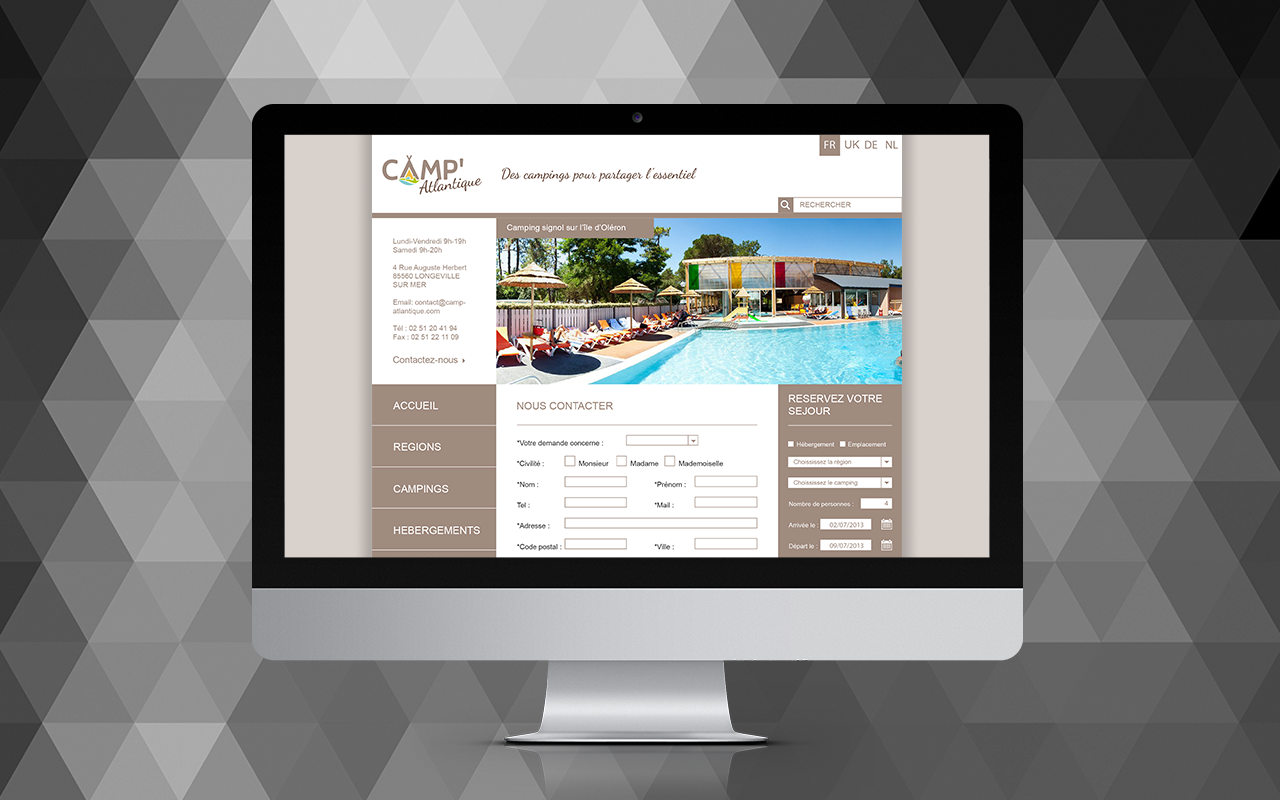 FR UK DE NL
CAMP'
Atlantique
Des campings pour partager l'essentiel
RECHERCHER
Lundi-Vendredi 9h-19h
Samedi 9h-20h
4 Rue Auguste Herbert
85560 LONGEVILLE
SUR MER
Email: contact@camp-
atlantique.com
Tél : 02 51 20 41 94
Fax : 02 51 22 11 09
Contactez-nous
Camping signol sur l'île d'Oléron
ACCUEIL
REGIONS
CAMPINGS
HEBERGEMENTS
NOUS CONTACTER
*Votre demande concerne :
*Civilité : Monsieur Madame Mademoiselle
*Nom : *Prénom :
Tel : *Mail :
*Adresse :
*Code postal : *Ville :
RESERVEZ VOTRE
SEJOUR
Hébergement Emplacement
Choississez la région
Choississez le camping
Nombre de personnes : 4
Arrivée le : 02/07/2013
Départ le : 09/07/2013